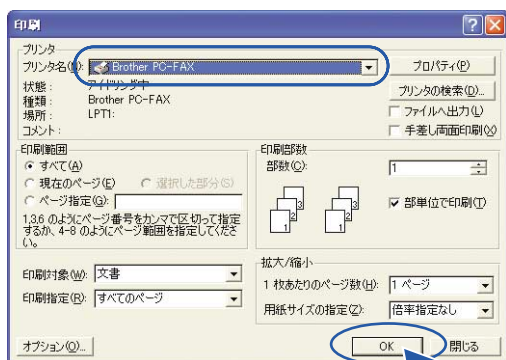 印刷
プリンタ
プリンタ名(N): Brother PC-FAX
プロパティ(P)
状態: アイドリング中
種類: Brother PC-FAX
場所: LPT1:
コメント:
プリンタの検索(D)...
ファイルへ出力(L)
手差し両面印刷(X)
印刷範囲
すべて(A)
現在のページ(E) 選択した部分(S)
ページ指定(G):
1,3,6 のようにページ番号をカンマで区切って指定
するか、4-8 のようにページ範囲を指定してくださ
い。
印刷部数
部数(C): 1
部単位で印刷(T)
印刷対象(W): 文書
印刷指定(R): すべてのページ
拡大/縮小
1 枚あたりのページ数(H): 1 ページ
用紙サイズの指定(Z): 倍率指定なし
オプション(O)...
OK
閉じる